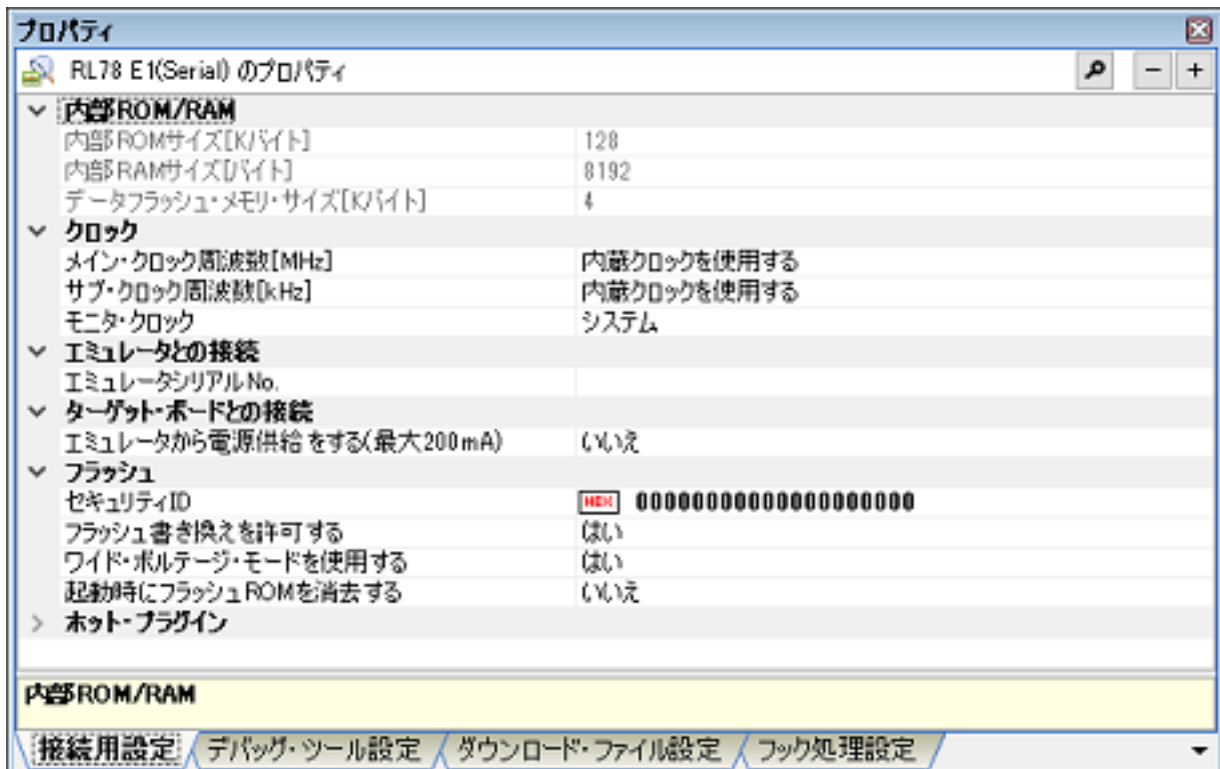 プロパティ
RL78 E1(Serial) のプロパティ
内部ROM/RAM
内部ROMサイズ[Kバイト] 128
内部RAMサイズ[バイト] 8192
データフラッシュ・メモリ・サイズ[Kバイト] 4
クロック
メイン・クロック周波数[MHz] 内蔵クロックを使用する
サブ・クロック周波数[kHz] 内蔵クロックを使用する
モニタ・クロック システム
エミュレータとの接続
エミュレータシリアルNo.
ターゲット・ボードとの接続
エミュレータから電源供給をする(最大200mA) いいえ
フラッシュ
セキュリティID HEX 00000000000000000000
フラッシュ書き換えを許可する はい
ワイド・ボルテージ・モードを使用する はい
起動時にフラッシュROMを消去する いいえ
ホット・プラグイン
内部ROM/RAM
接続用設定 デバッグ・ツール設定 ダウンロード・ファイル設定 フック処理設定